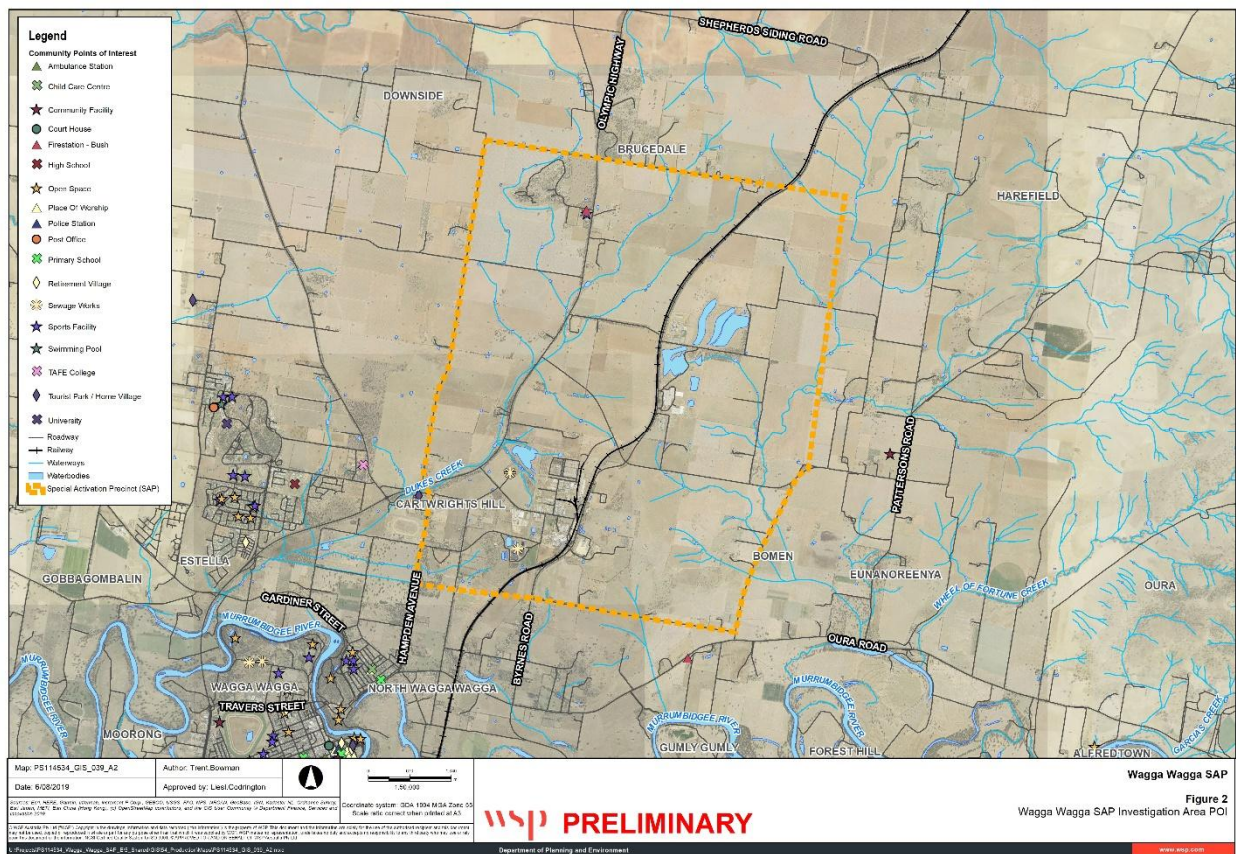 Legend
Community Points of Interest
Ambulance Station
Child Care Centre
Community Facility
Court House
Firestation - Bush
High School
Open Space
Place Of Worship
Police Station
Post Office
Primary School
Retirement Village
Sewage Works
Sports Facility
Swimming Pool
TAFE College
Tourist Park / Home Village
University
Roadway
Railway
Waterways
Waterbodies
Special Activation Precinct (SAP)
SHEPHERDS SIDING ROAD
OLYMPIC HIGHWAY
DOWNSIDE
BRUCEDALE
HAREFIELD
PATTERSONS ROAD
DUKES CREEK
CARTWRIGHTS HILL
ESTELLA
GOBBAGOMBALIN
BOMEN
EUNANOREENYA
WHEEL OF FORTUNE CREEK
OURA
GARDINER STREET
HAMPDEN AVENUE
MURRUMBIDGEE RIVER
BYRNES ROAD
OURA ROAD
MURRUMBIDGEE RIVER
WAGGA WAGGA
NORTH WAGGA WAGGA
TRAVERS STREET
MOORONG
MURRUMBIDGEE RIVER
MURRUMBIDGEE RIVER
GUMLY GUMLY
FOREST HILL
GARCIAS CREEK
ALFREDTOWN
Map: PS114534_GIS_039_A2
Author: Trent.Bowman
Date: 6/08/2019
Approved by: Liesl.Codrington
1:50,000
Scale ratio correct when printed at A3
Wagga Wagga SAP
Figure 2
Wagga Wagga SAP Investigation Area POI
wsp PRELIMINARY
Department of Planning and Environment
www.wsp.com